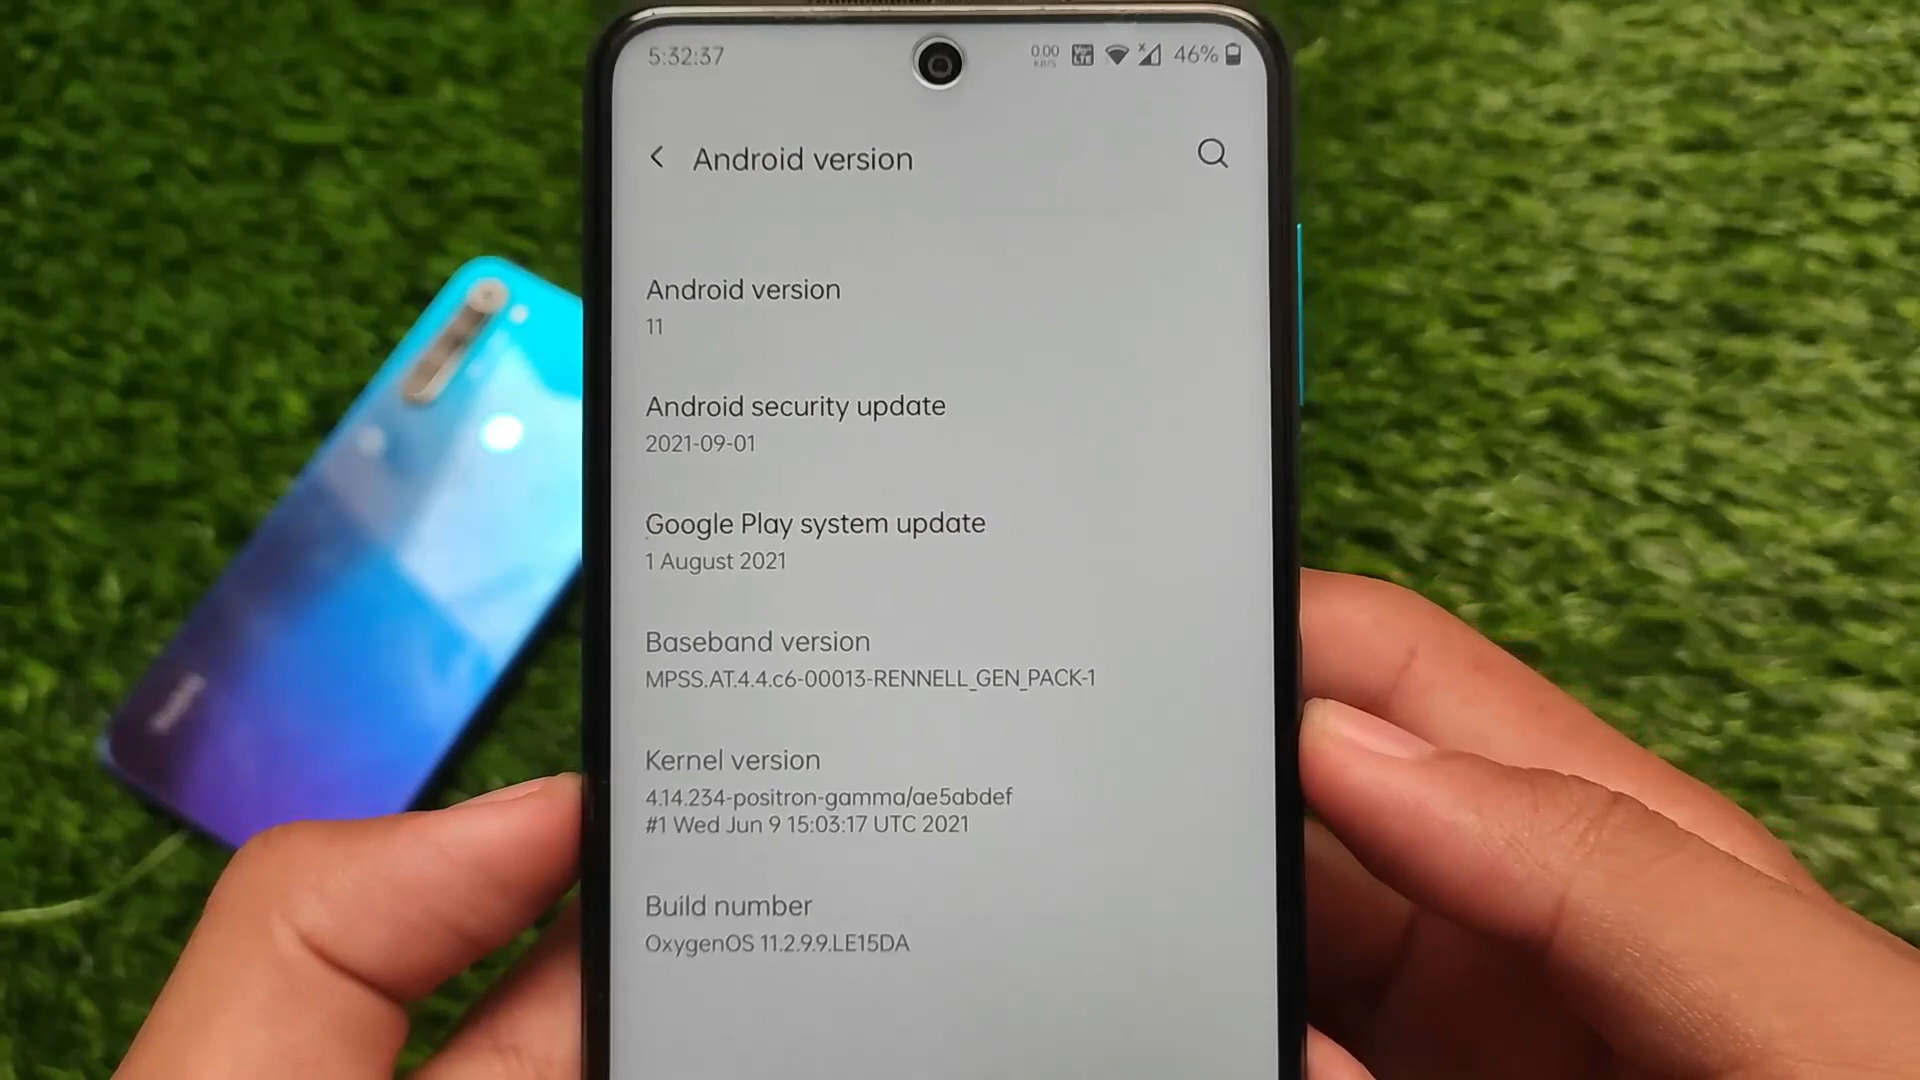 5:32:37 0.00 KB/S Vo LTE 46%
Android version
Android version
11
Android security update
2021-09-01
Google Play system update
1 August 2021
Baseband version
MPSS.AT.4.4.c6-00013-RENNELL_GEN_PACK-1
Kernel version
4.14.234-positron-gamma/ae5abdef
#1 Wed Jun 9 15:03:17 UTC 2021
Build number
OxygenOS 11.2.9.9.LE15DA